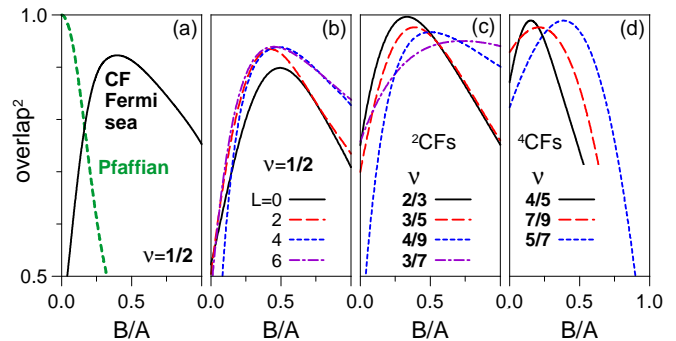 overlap²
1.0
0.9
0.5
(a)
CF
Fermi
sea
Pfaffian
ν=1/2
0.0
0.5
B/A
(b)
ν=1/2
L=0
2
4
6
0.0
0.5
B/A
(c)
²CFs
ν
2/3
3/5
4/9
3/7
0.0
0.5
B/A
(d)
⁴CFs
ν
4/5
7/9
5/7
0.0
0.5
1.0
B/A